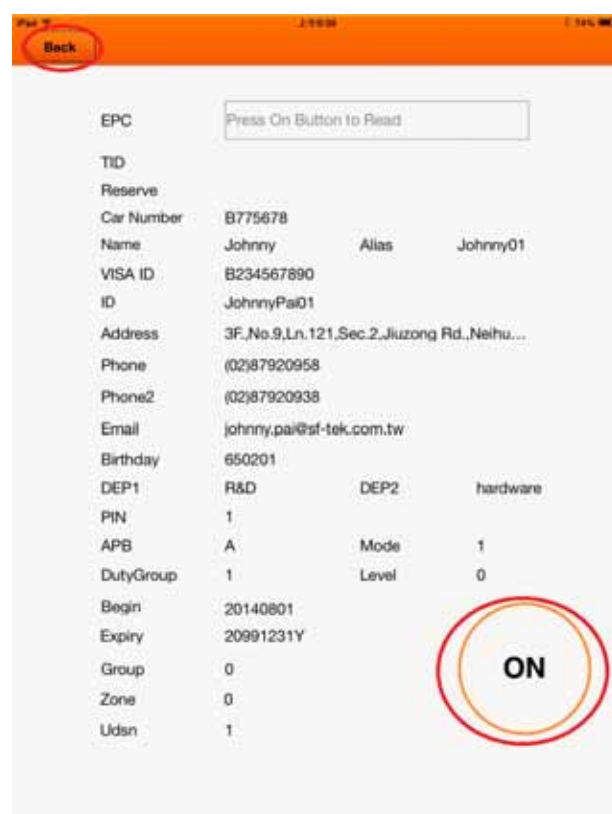 iPad
74%
Back
EPC Press On Button to Read
TID
Reserve
Car Number B775678
Name Johnny Alias Johnny01
VISA ID B234567890
ID JohnnyPai01
Address 3F.,No.9,Ln.121,Sec.2,Jiuzong Rd.,Neihu...
Phone (02)87920958
Phone2 (02)87920938
Email johnny.pai@sf-tek.com.tw
Birthday 650201
DEP1 R&D DEP2 hardware
PIN 1
APB A Mode 1
DutyGroup 1 Level 0
Begin 20140801
Expiry 20991231Y
Group 0
ON
Zone 0
Udsn 1